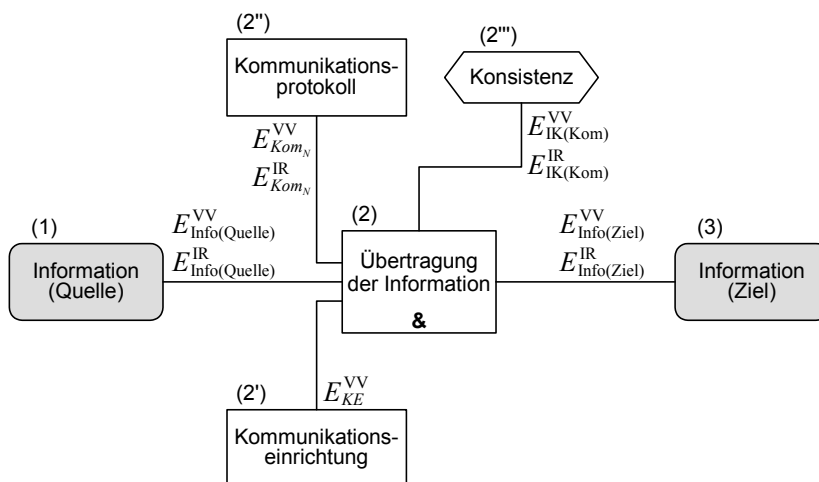 (2'')
Kommunikations-
protokoll
(2''')
Konsistenz
E^VV_Kom_N
E^IR_Kom_N
E^VV_IK(Kom)
E^IR_IK(Kom)
(1)
Information
(Quelle)
E^VV_Info(Quelle)
E^IR_Info(Quelle)
(2)
Übertragung
der Information
&
E^VV_Info(Ziel)
E^IR_Info(Ziel)
(3)
Information
(Ziel)
(2')
E^VV_KE
Kommunikations-
einrichtung